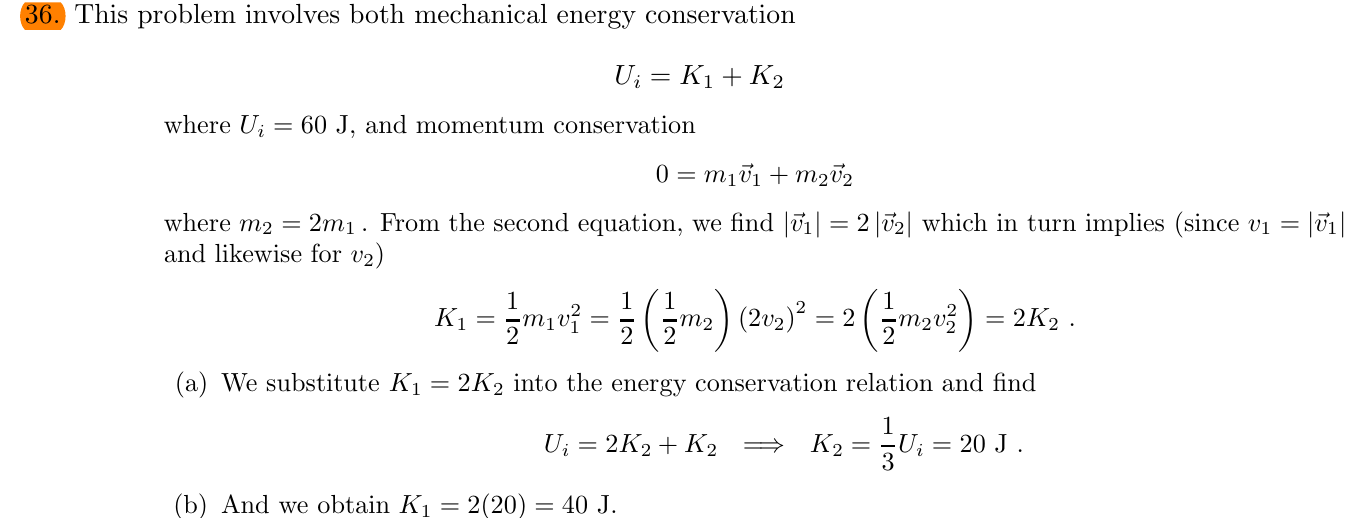 36. This problem involves both mechanical energy conservation
U_i = K_1 + K_2
where U_i = 60 J, and momentum conservation
0 = m_1\vec{v}_1 + m_2\vec{v}_2
where m_2 = 2m_1 . From the second equation, we find |\vec{v}_1| = 2 |\vec{v}_2| which in turn implies (since v_1 = |\vec{v}_1|
and likewise for v_2)
K_1 = \frac{1}{2}m_1v_1^2 = \frac{1}{2}\left(\frac{1}{2}m_2\right)(2v_2)^2 = 2\left(\frac{1}{2}m_2v_2^2\right) = 2K_2 .
(a) We substitute K_1 = 2K_2 into the energy conservation relation and find
U_i = 2K_2 + K_2 ⟹ K_2 = \frac{1}{3}U_i = 20 J .
(b) And we obtain K_1 = 2(20) = 40 J.